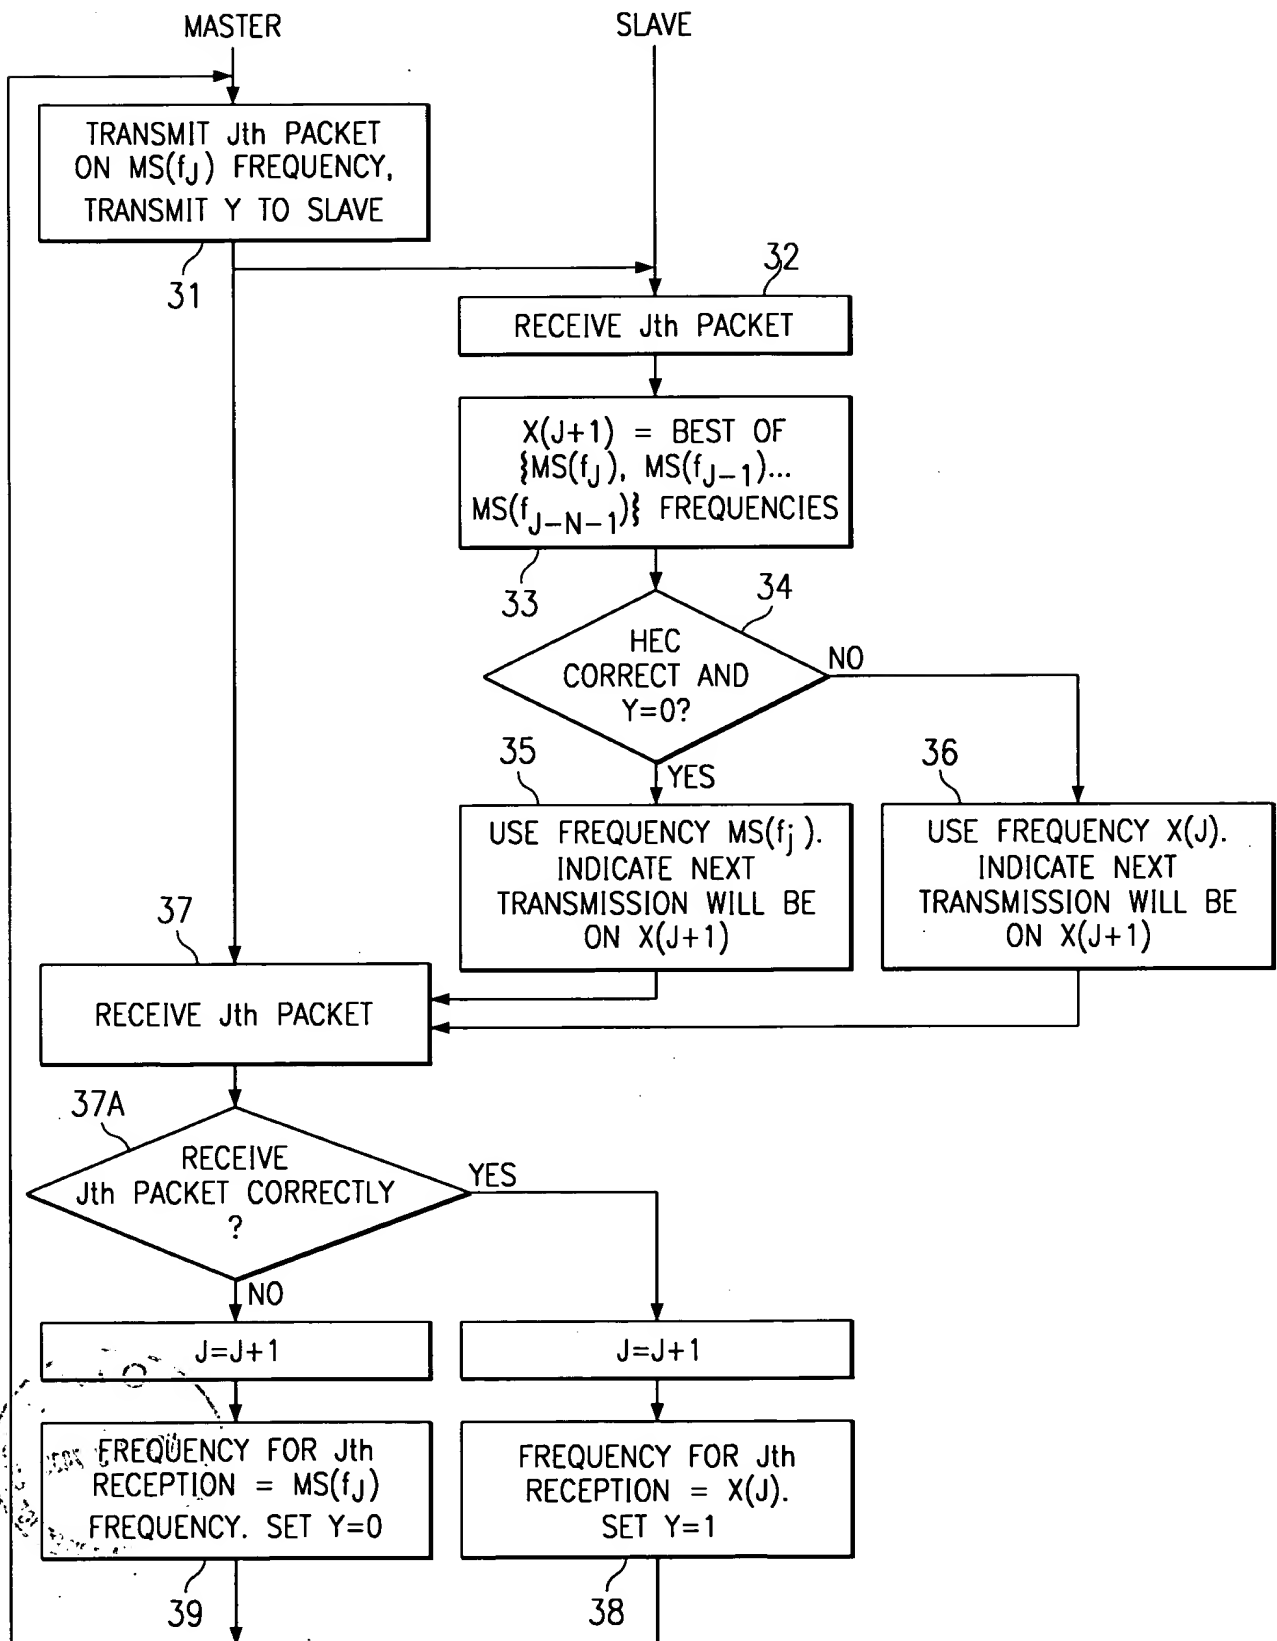 MASTER
SLAVE
TRANSMIT Jth PACKET
ON MS(fJ) FREQUENCY,
TRANSMIT Y TO SLAVE
31
32
RECEIVE Jth PACKET
X(J+1) = BEST OF
{MS(fJ), MS(fJ-1)...
MS(fJ-N-1)} FREQUENCIES
33
34
HEC
CORRECT AND
Y=0?
NO
YES
35
USE FREQUENCY MS(fj).
INDICATE NEXT
TRANSMISSION WILL BE
ON X(J+1)
36
USE FREQUENCY X(J).
INDICATE NEXT
TRANSMISSION WILL BE
ON X(J+1)
37
RECEIVE Jth PACKET
37A
RECEIVE
Jth PACKET CORRECTLY
?
YES
NO
J=J+1
J=J+1
FREQUENCY FOR Jth
RECEPTION = MS(fJ)
FREQUENCY. SET Y=0
39
FREQUENCY FOR Jth
RECEPTION = X(J).
SET Y=1
38